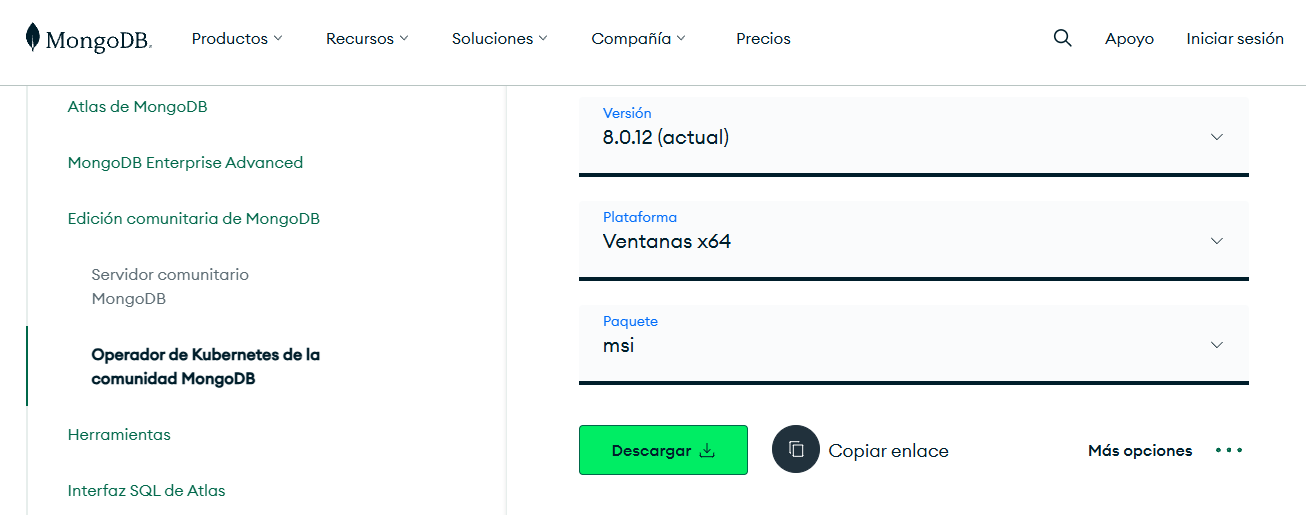 MongoDB.
Productos
Recursos
Soluciones
Compañía
Precios
Apoyo
Iniciar sesión
Atlas de MongoDB
MongoDB Enterprise Advanced
Edición comunitaria de MongoDB
Servidor comunitario
MongoDB
Operador de Kubernetes de la
comunidad MongoDB
Herramientas
Interfaz SQL de Atlas
Versión
8.0.12 (actual)
Plataforma
Ventanas x64
Paquete
msi
Descargar
Copiar enlace
Más opciones